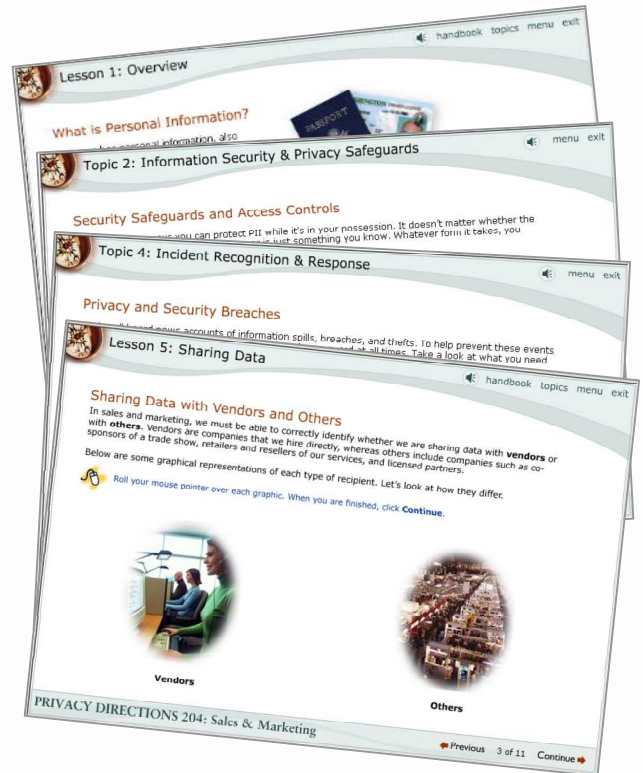 handbook topics menu exit
Lesson 1: Overview
What is Personal Information?
PASSPORT
personal information, also
menu exit
Topic 2: Information Security & Privacy Safeguards
Security Safeguards and Access Controls
you can protect PII while it's in your possession. It doesn't matter whether the
is just something you know. Whatever form it takes, you
menu exit
Topic 4: Incident Recognition & Response
Privacy and Security Breaches
news accounts of information spills, breaches, and thefts. To help prevent these events
at all times. Take a look at what you need
Lesson 5: Sharing Data
handbook topics menu exit
Sharing Data with Vendors and Others
In sales and marketing, we must be able to correctly identify whether we are sharing data with vendors or
with others. Vendors are companies that we hire directly, whereas others include companies such as co-
sponsors of a trade show, retailers and resellers of our services, and licensed partners.
Below are some graphical representations of each type of recipient. Let's look at how they differ.
Roll your mouse pointer over each graphic. When you are finished, click Continue.
Vendors
Others
PRIVACY DIRECTIONS 204: Sales & Marketing
Previous 3 of 11 Continue